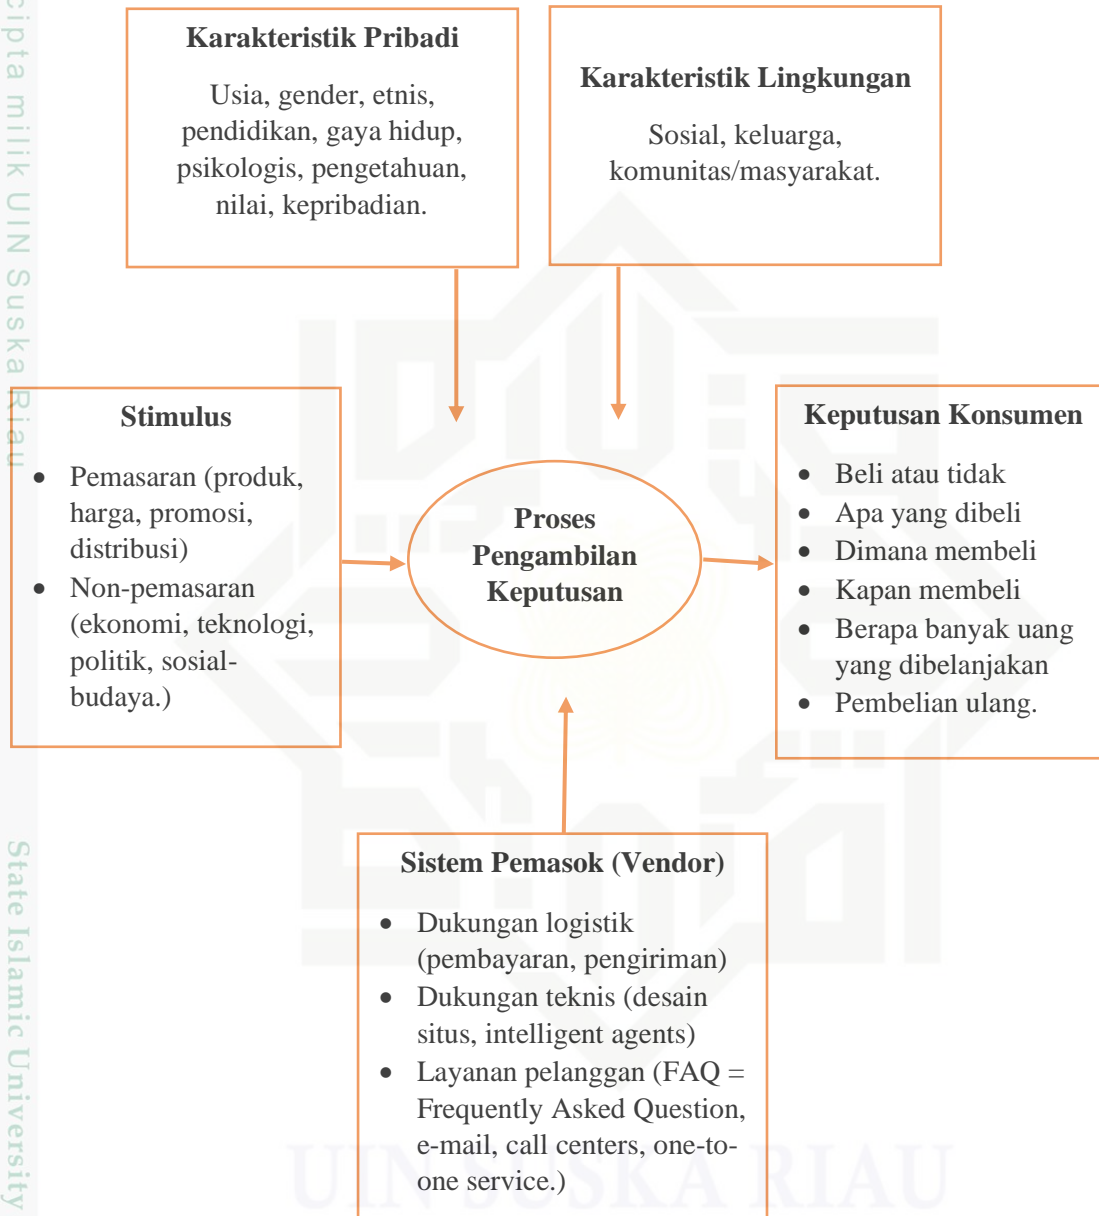 Karakteristik Pribadi
Usia, gender, etnis,
pendidikan, gaya hidup,
psikologis, pengetahuan,
nilai, kepribadian.
Karakteristik Lingkungan
Sosial, keluarga,
komunitas/masyarakat.
Stimulus
• Pemasaran (produk,
harga, promosi,
distribusi)
• Non-pemasaran
(ekonomi, teknologi,
politik, sosial-
budaya.)
Proses
Pengambilan
Keputusan
Keputusan Konsumen
• Beli atau tidak
• Apa yang dibeli
• Dimana membeli
• Kapan membeli
• Berapa banyak uang
yang dibelanjakan
• Pembelian ulang.
Sistem Pemasok (Vendor)
• Dukungan logistik
(pembayaran, pengiriman)
• Dukungan teknis (desain
situs, intelligent agents)
• Layanan pelanggan (FAQ =
Frequently Asked Question,
e-mail, call centers, one-to-
one service.)
cipta milik UIN Suska Riau
State Islamic University
UIN SUSKA RIAU